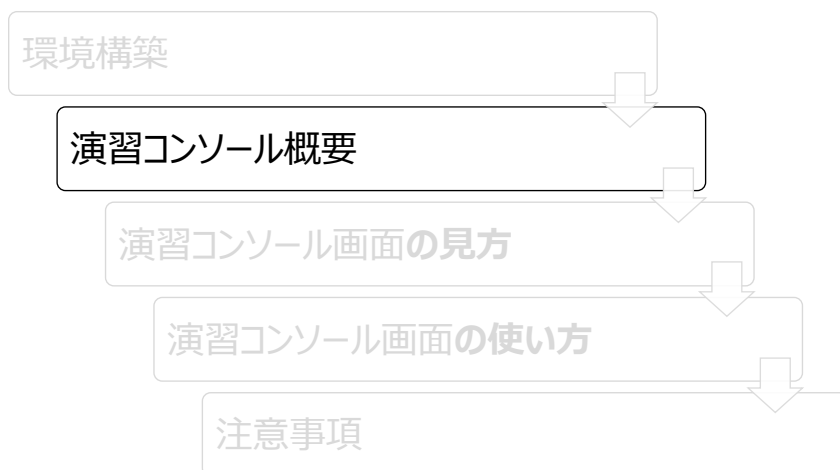 環境構築
演習コンソール概要
演習コンソール画面の見方
演習コンソール画面の使い方
注意事項